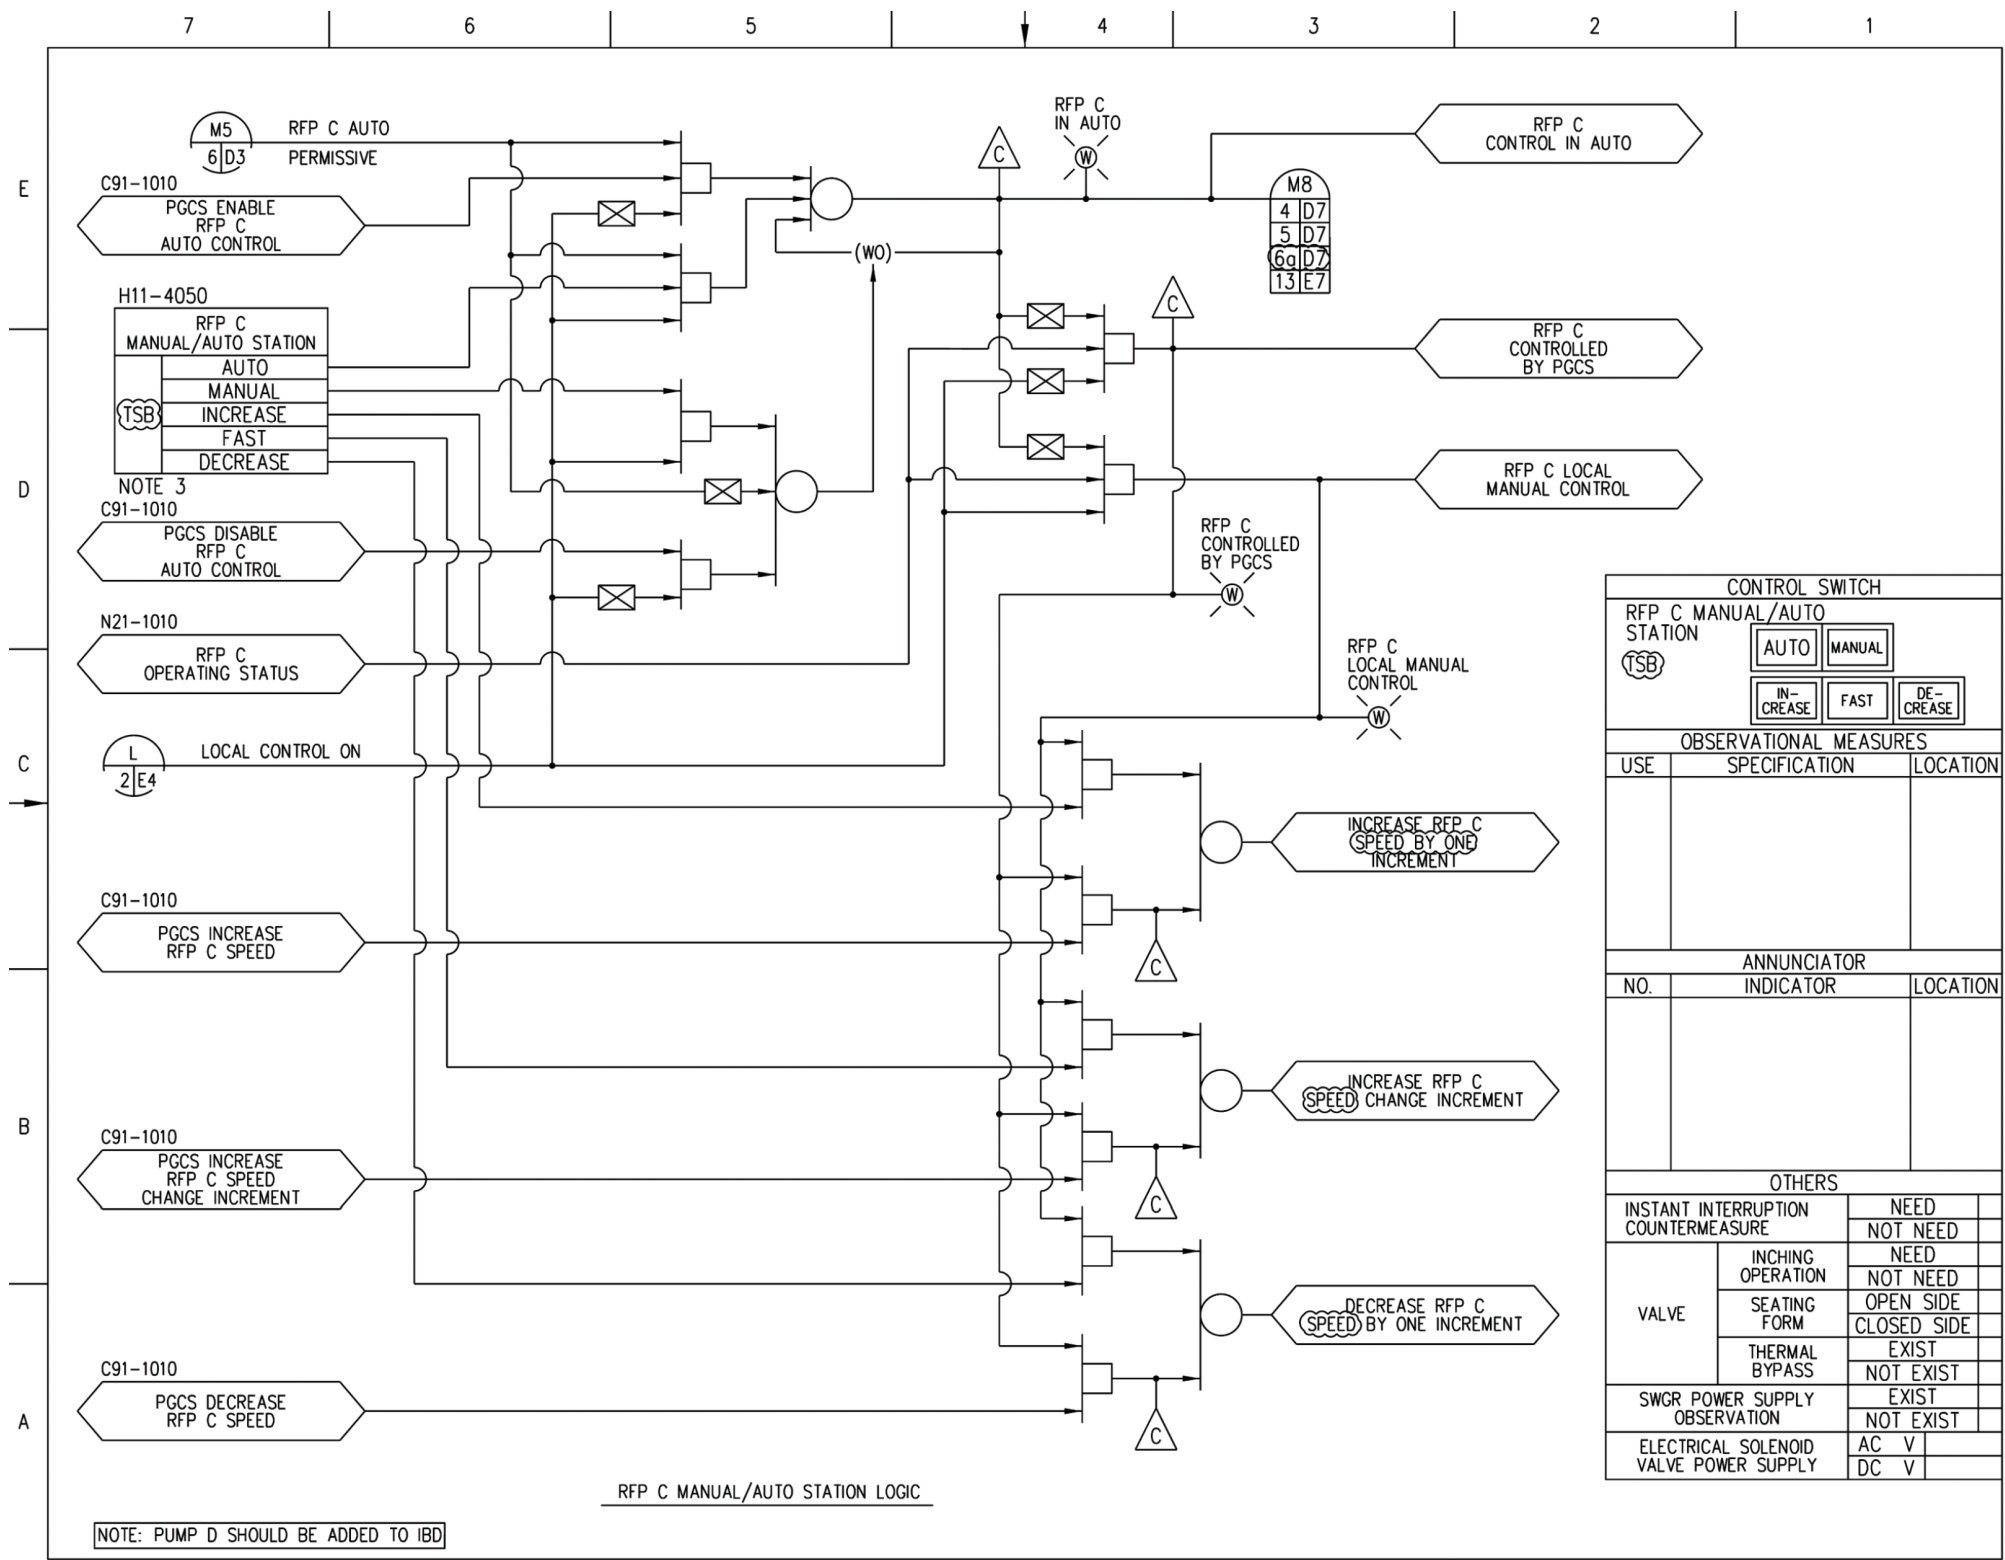 7 6 5 4 3 2 1
E
D
C
B
A
M5
6 D3
RFP C AUTO
PERMISSIVE
C91-1010
PGCS ENABLE
RFP C
AUTO CONTROL
H11-4050
RFP C
MANUAL/AUTO STATION
TSB
AUTO
MANUAL
INCREASE
FAST
DECREASE
NOTE 3
C91-1010
PGCS DISABLE
RFP C
AUTO CONTROL
N21-1010
RFP C
OPERATING STATUS
L
2 E4
LOCAL CONTROL ON
C91-1010
PGCS INCREASE
RFP C SPEED
C91-1010
PGCS INCREASE
RFP C SPEED
CHANGE INCREMENT
C91-1010
PGCS DECREASE
RFP C SPEED
(WO)
C
RFP C
IN AUTO
W
M8
4 D7
5 D7
6a D7
13 E7
RFP C
CONTROL IN AUTO
C
RFP C
CONTROLLED
BY PGCS
RFP C LOCAL
MANUAL CONTROL
RFP C
CONTROLLED
BY PGCS
W
RFP C
LOCAL MANUAL
CONTROL
W
INCREASE RFP C
SPEED BY ONE
INCREMENT
C
INCREASE RFP C
SPEED CHANGE INCREMENT
C
DECREASE RFP C
SPEED BY ONE INCREMENT
C
CONTROL SWITCH
RFP C MANUAL/AUTO
STATION
TSB
AUTO
MANUAL
IN-
CREASE
FAST
DE-
CREASE
OBSERVATIONAL MEASURES
USE SPECIFICATION LOCATION
ANNUNCIATOR
NO. INDICATOR LOCATION
OTHERS
INSTANT INTERRUPTION
COUNTERMEASURE
NEED
NOT NEED
VALVE
INCHING
OPERATION
NEED
NOT NEED
SEATING
FORM
OPEN SIDE
CLOSED SIDE
THERMAL
BYPASS
EXIST
NOT EXIST
SWGR POWER SUPPLY
OBSERVATION
EXIST
NOT EXIST
ELECTRICAL SOLENOID
VALVE POWER SUPPLY
AC V
DC V
RFP C MANUAL/AUTO STATION LOGIC
NOTE: PUMP D SHOULD BE ADDED TO IBD